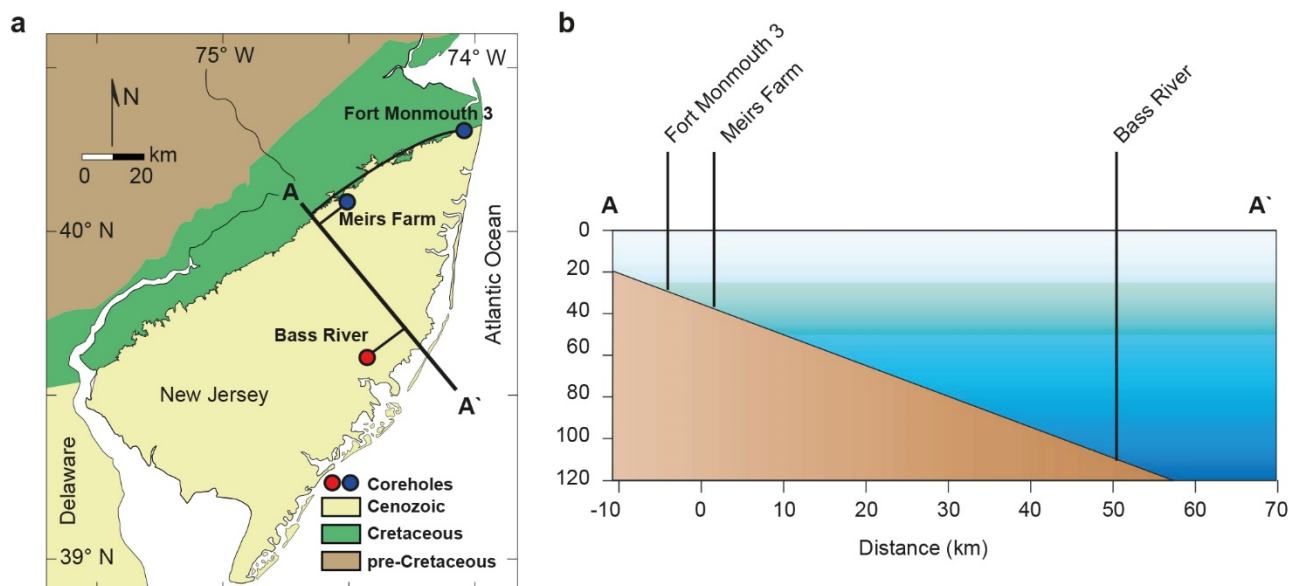 a
75° W
74° W
N
Fort Monmouth 3
km
0 20
A
Meirs Farm
40° N
Atlantic Ocean
Bass River
New Jersey
A`
Delaware
Coreholes
Cenozoic
Cretaceous
pre-Cretaceous
39° N
b
Fort Monmouth 3
Meirs Farm
Bass River
A
A`
0
20
40
60
80
100
120
-10 0 10 20 30 40 50 60 70
Distance (km)